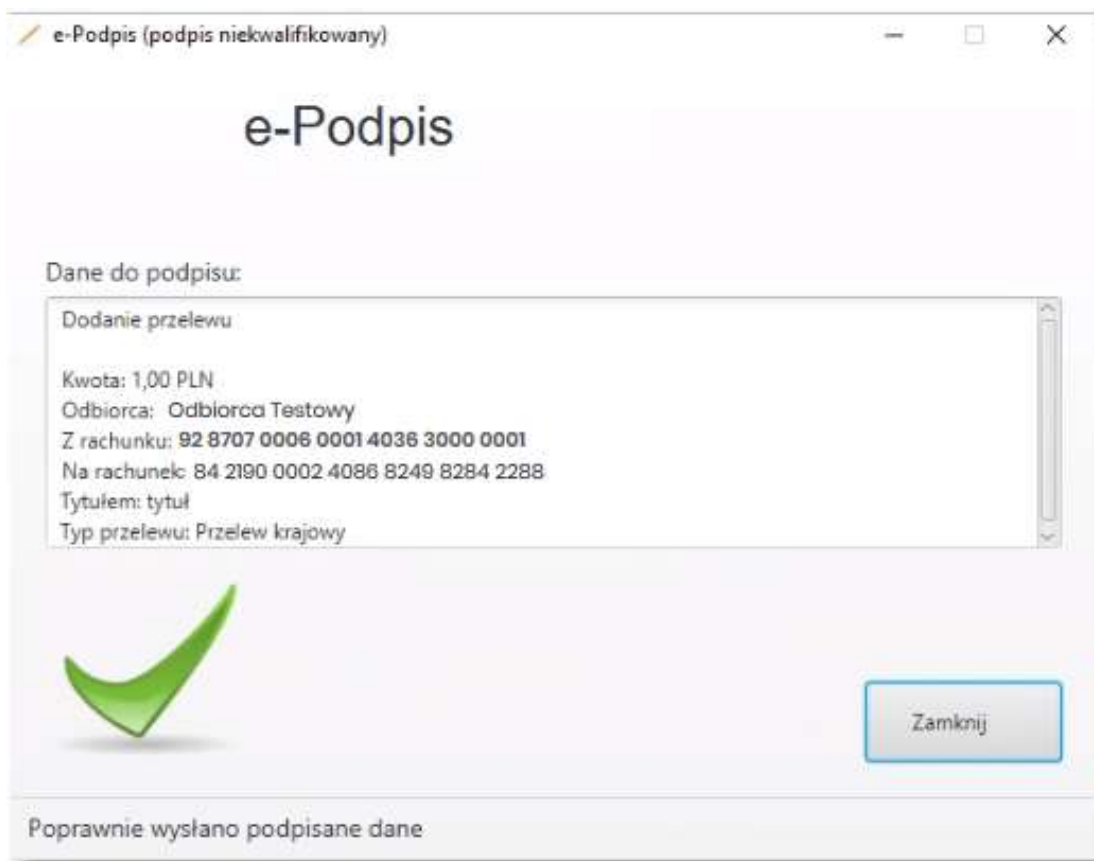 e-Podpis (podpis niekwalifikowany)
e-Podpis
Dane do podpisu:
Dodanie przelewu
Kwota: 1,00 PLN
Odbiorca: Odbiorca Testowy
Z rachunku: 92 8707 0006 0001 4036 3000 0001
Na rachunek: 84 2190 0002 4086 8249 8284 2288
Tytułem: tytuł
Typ przelewu: Przelew krajowy
Zamknij
Poprawnie wysłano podpisane dane